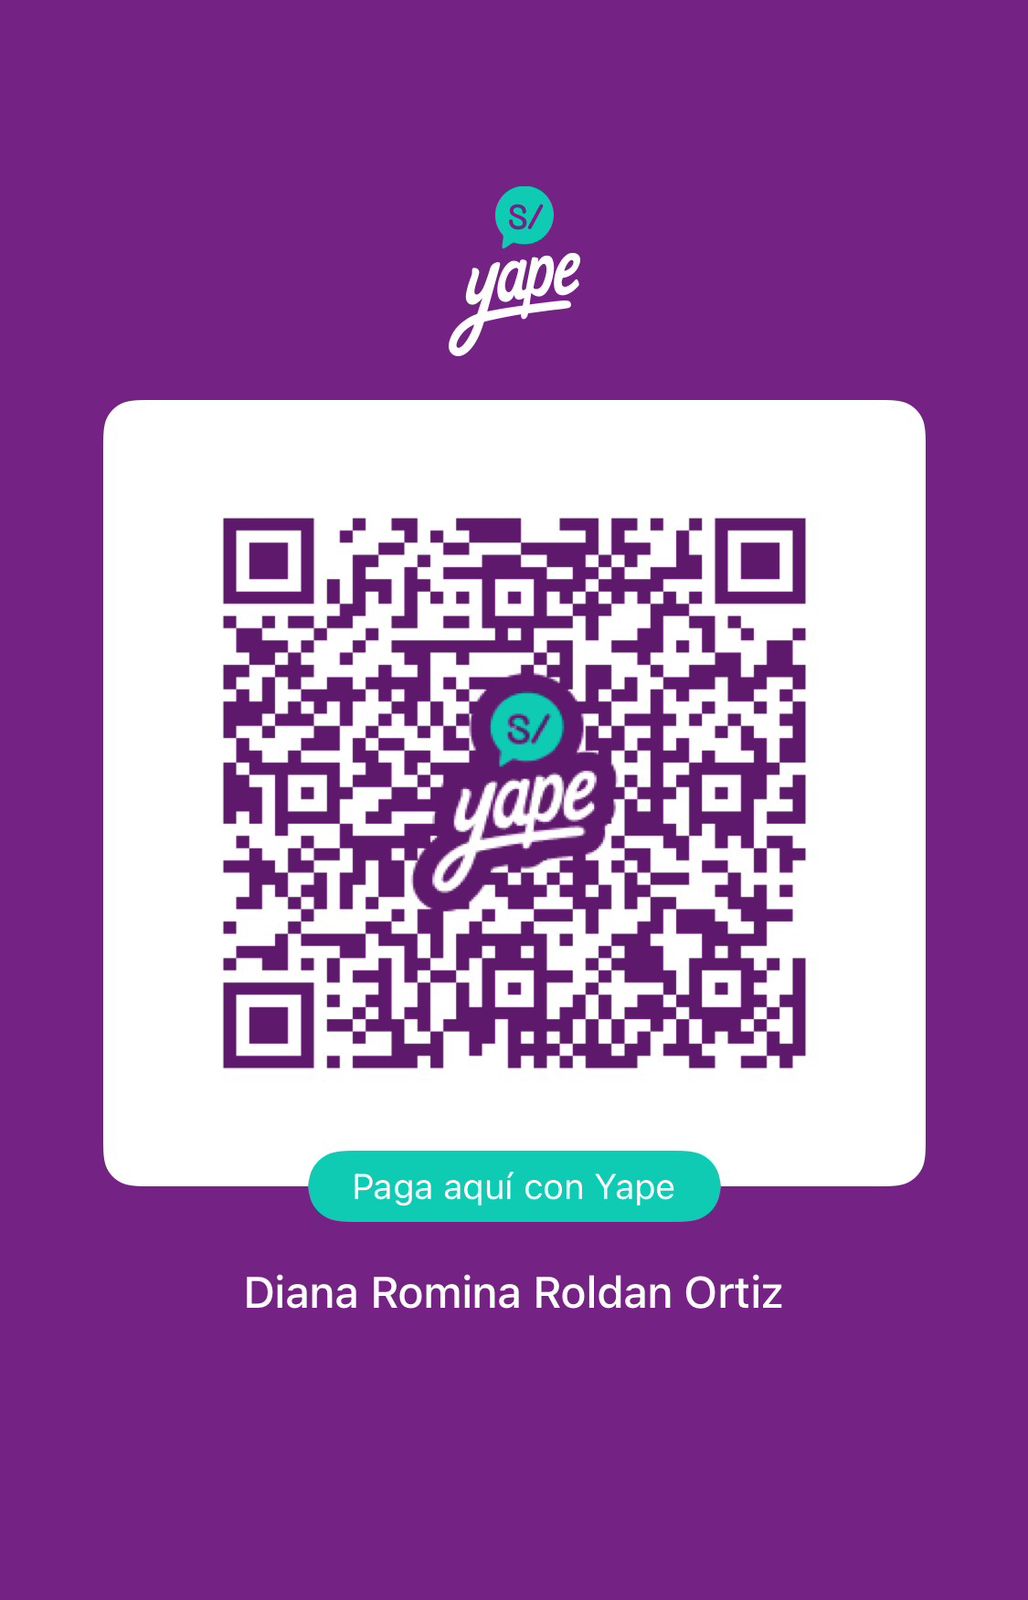 S/
yape
S/
yape
Paga aquí con Yape
Diana Romina Roldan Ortiz